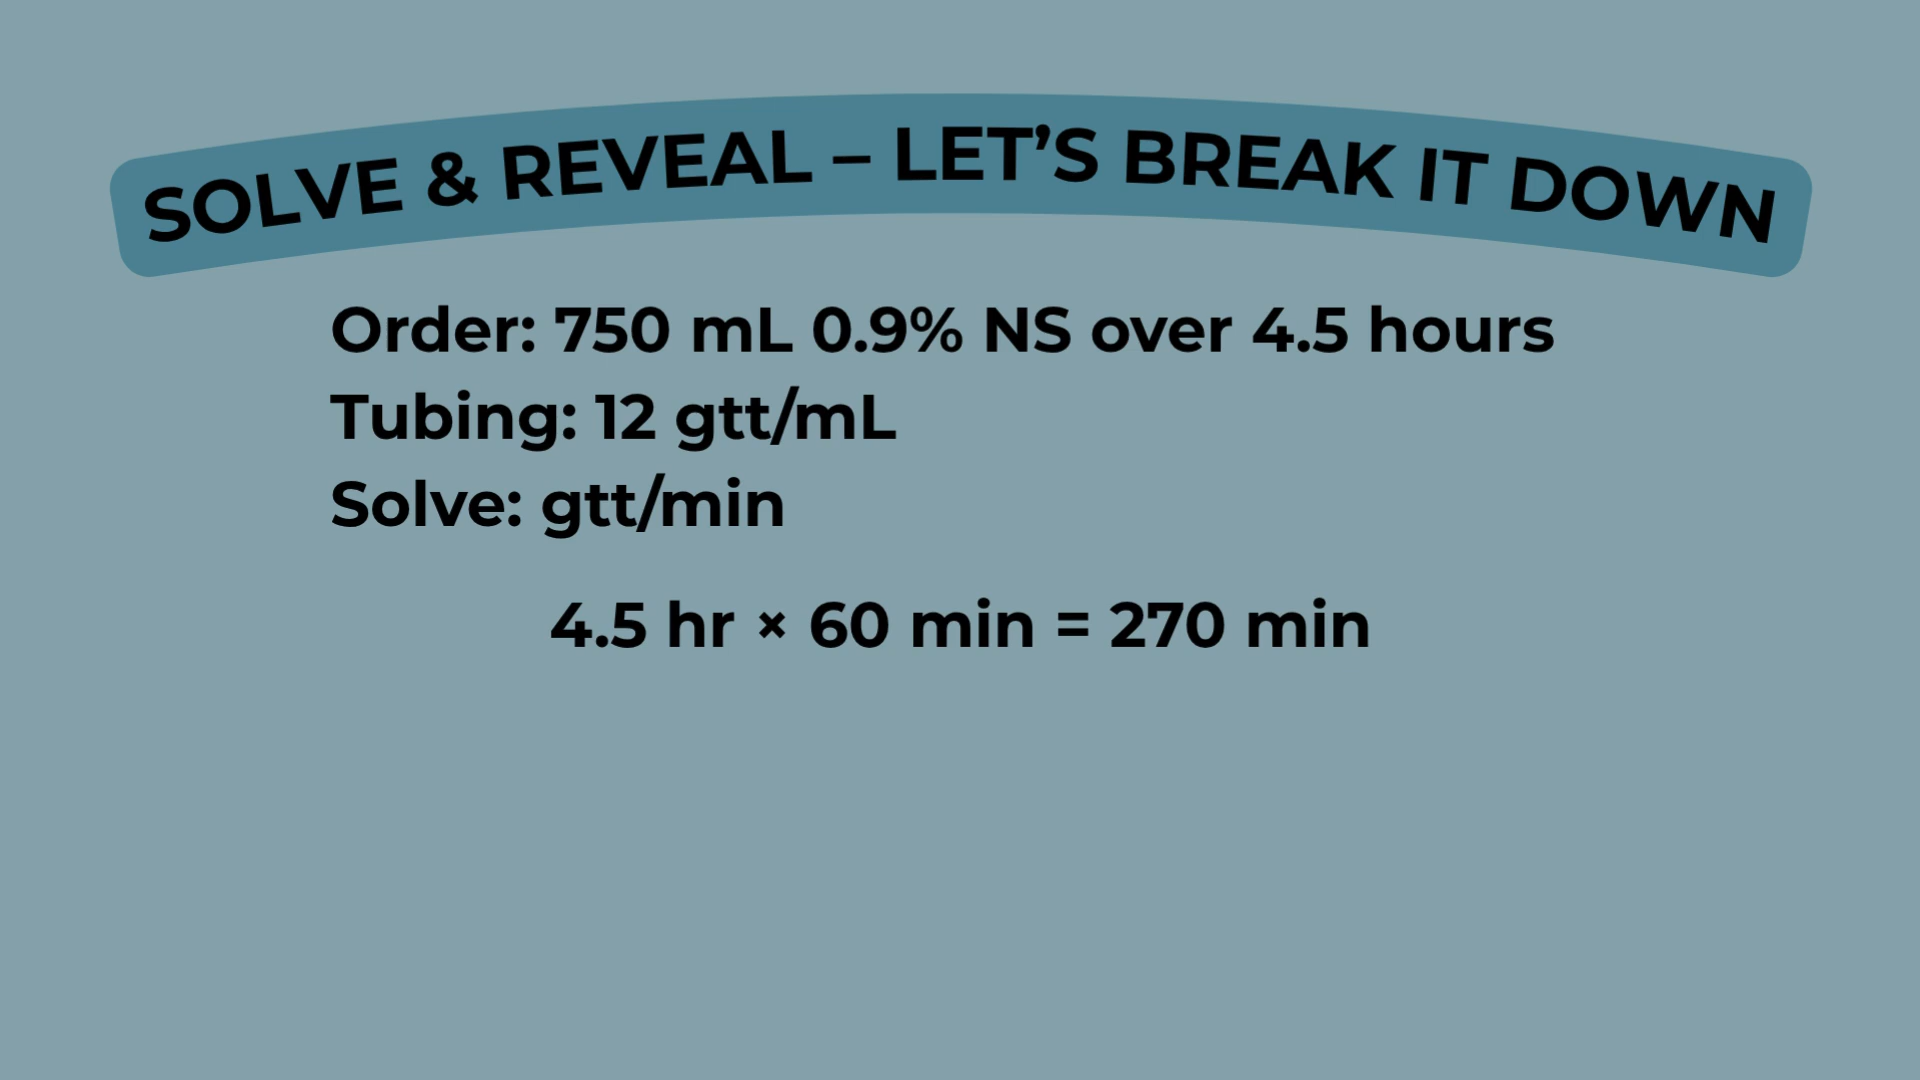 SOLVE & REVEAL – LET’S BREAK IT DOWN
Order: 750 mL 0.9% NS over 4.5 hours
Tubing: 12 gtt/mL
Solve: gtt/min
4.5 hr × 60 min = 270 min